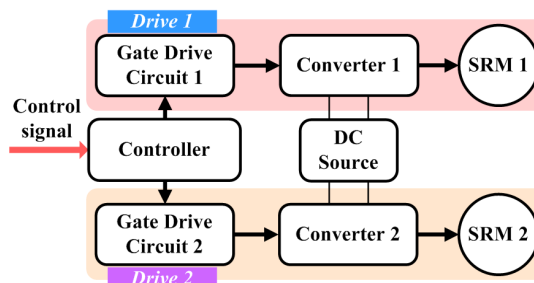 Drive 1
Gate Drive
Circuit 1
Converter 1
SRM 1
Control
signal
Controller
DC
Source
Gate Drive
Circuit 2
Converter 2
SRM 2
Drive 2